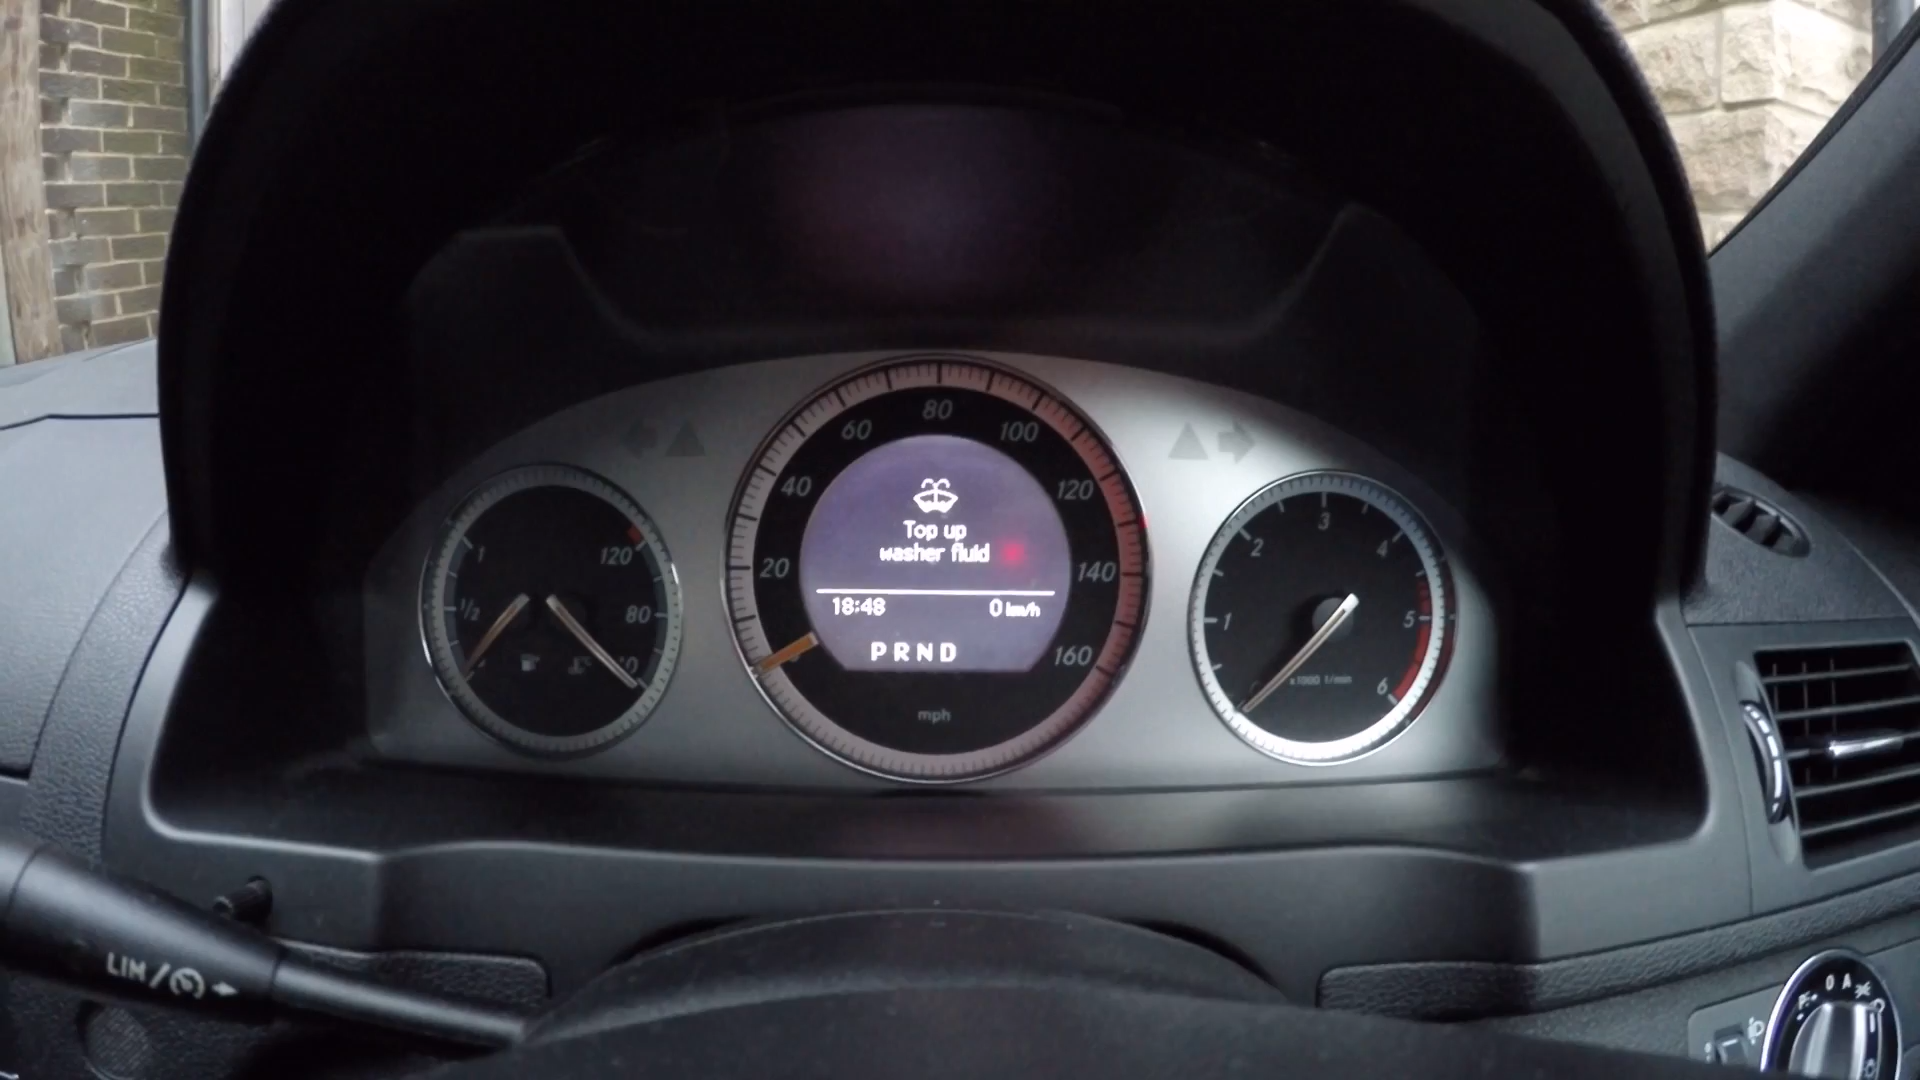 80
60
100
40
120
20
140
160
Top up
washer fluid
18:48
0 km/h
PRND
mph
1
120
1/2
80
3
2
4
1
5
6
x1000 1/min
LIM /
0 A